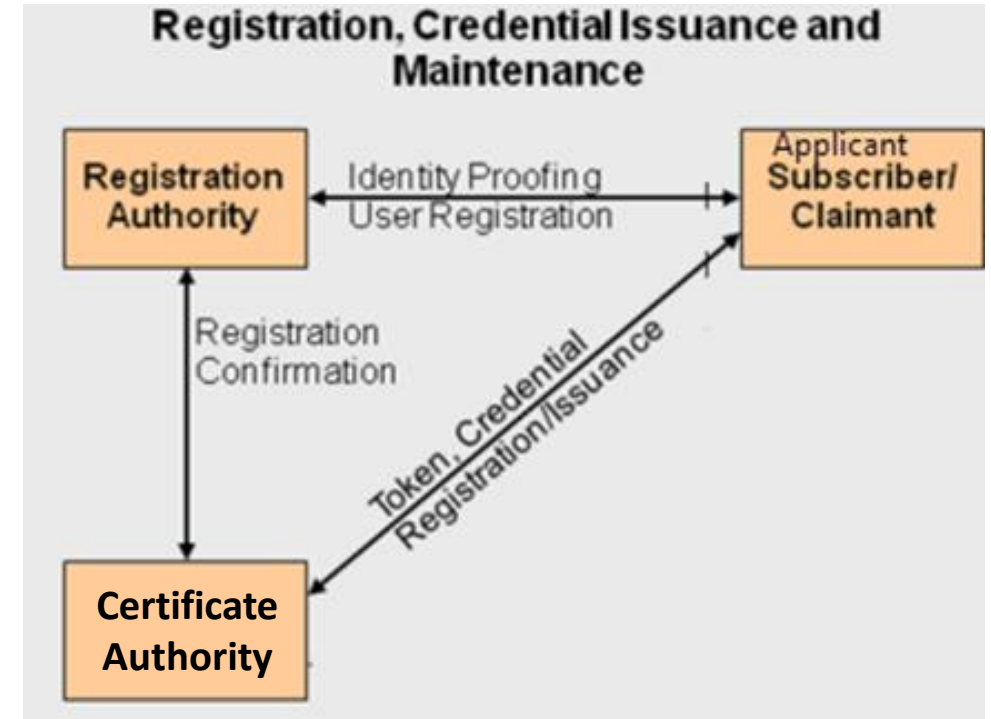 Registration, Credential Issuance and
Maintenance
Registration
Authority
Identity Proofing
User Registration
Applicant
Subscriber/
Claimant
Registration
Confirmation
Token, Credential
Registration/Issuance
Certificate
Authority